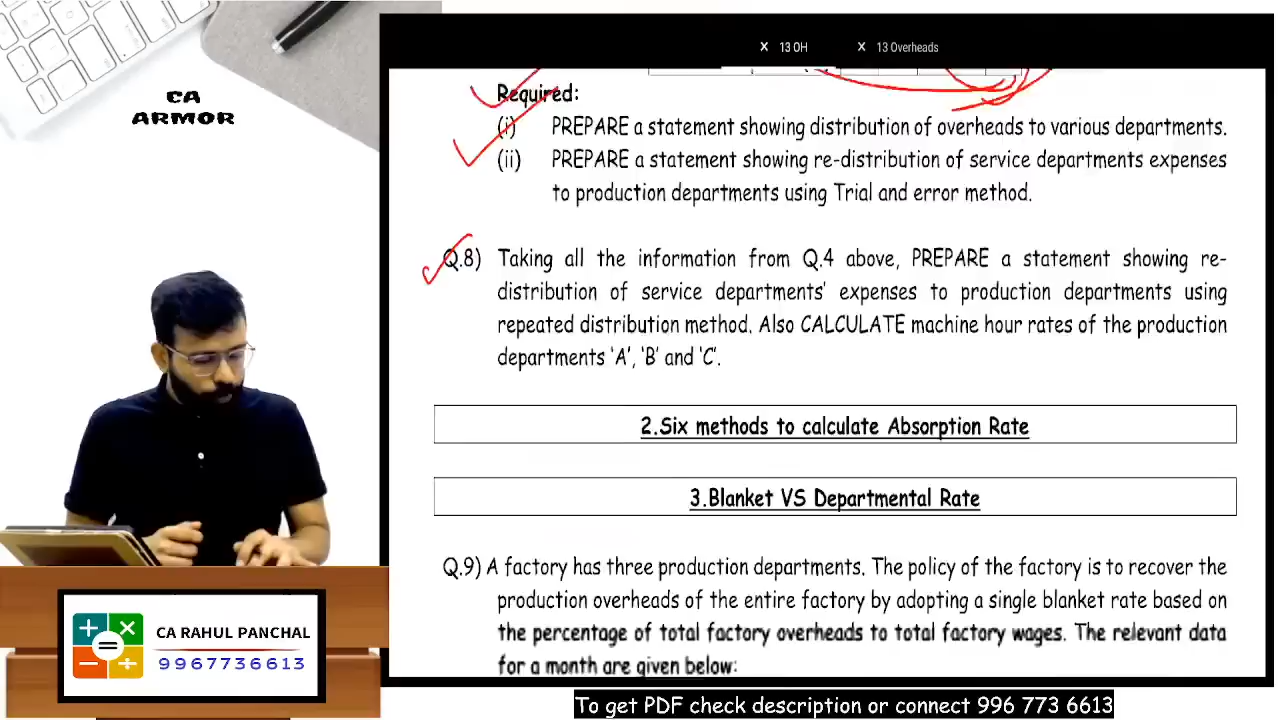 CA
ARMOR
× 13 OH × 13 Overheads
Required:
(i) PREPARE a statement showing distribution of overheads to various departments.
(ii) PREPARE a statement showing re-distribution of service departments expenses
to production departments using Trial and error method.
Q.8) Taking all the information from Q.4 above, PREPARE a statement showing re-
distribution of service departments' expenses to production departments using
repeated distribution method. Also CALCULATE machine hour rates of the production
departments 'A', 'B' and 'C'.
2.Six methods to calculate Absorption Rate
3.Blanket VS Departmental Rate
Q.9) A factory has three production departments. The policy of the factory is to recover the
production overheads of the entire factory by adopting a single blanket rate based on
the percentage of total factory overheads to total factory wages. The relevant data
for a month are given below:
CA RAHUL PANCHAL
9967736613
To get PDF check description or connect 996 773 6613